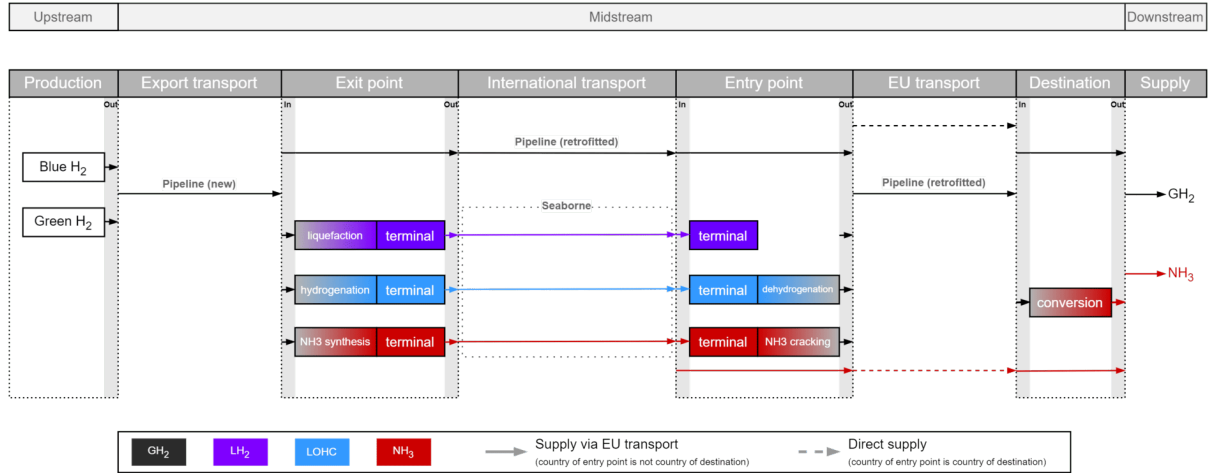 Upstream
Midstream
Downstream
Production
Export transport
Exit point
International transport
Entry point
EU transport
Destination
Supply
Out
In
Out
In
Out
In
Out
Blue H₂
Green H₂
Pipeline (new)
Pipeline (retrofitted)
Pipeline (retrofitted)
GH₂
Seaborne
liquefaction
terminal
terminal
hydrogenation
terminal
terminal
dehydrogenation
NH₃
conversion
NH3 synthesis
terminal
terminal
NH3 cracking
GH₂
LH₂
LOHC
NH₃
Supply via EU transport
(country of entry point is not country of destination)
Direct supply
(country of entry point is country of destination)